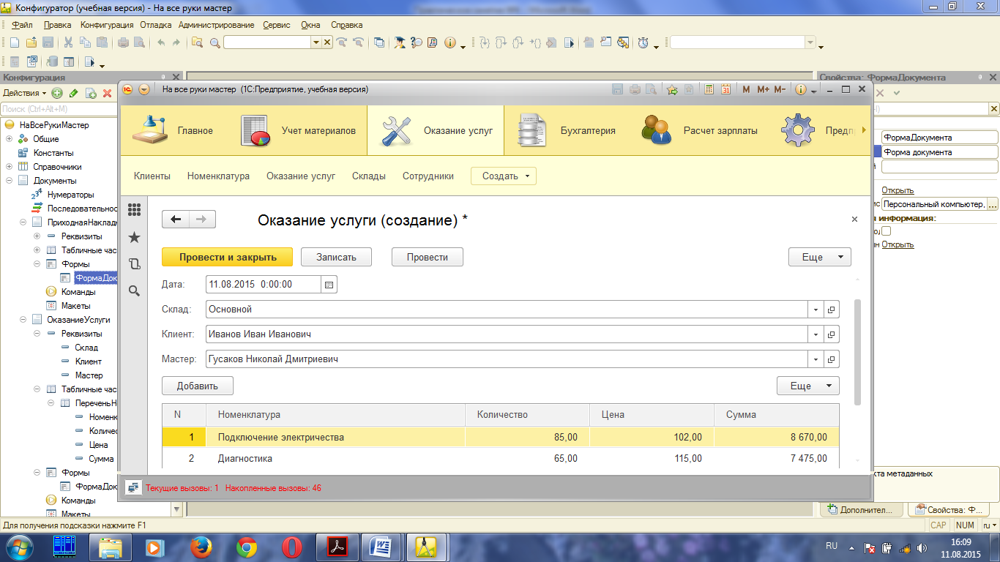 Конфигуратор (учебная версия) - На все руки мастер
Файл Правка Конфигурация Отладка Администрирование Сервис Окна Справка
Конфигурация
Свойства: ФормаДокумента
Действия
Поиск (Ctrl+Alt+M)
НаВсеРукиМастер
Общие
Константы
Справочники
Документы
Нумераторы
Последовательнос
ПриходнаяНакладн
Реквизиты
Табличные час
Формы
ФормаДок
Команды
Макеты
ОказаниеУслуги
Реквизиты
Склад
Клиент
Мастер
Табличные час
ПереченьН
Номенк
Количес
Цена
Сумма
Формы
ФормаДок
Команды
Макеты
На все руки мастер (1С:Предприятие, учебная версия)
M M+ M-
Главное Учет материалов Оказание услуг Бухгалтерия Расчет зарплаты Предпр
Клиенты Номенклатура Оказание услуг Склады Сотрудники Создать
Оказание услуги (создание) *
Провести и закрыть Записать Провести Еще
Дата: 11.08.2015 0:00:00
Склад: Основной
Клиент: Иванов Иван Иванович
Мастер: Гусаков Николай Дмитриевич
Добавить Еще
N Номенклатура Количество Цена Сумма
1 Подключение электричества 85,00 102,00 8 670,00
2 Диагностика 65,00 115,00 7 475,00
Текущие вызовы: 1 Накопленные вызовы: 46
ФормаДокумента
Форма документа
Открыть
Персональный компьютер, ...
я информация:
Открыть
кта метаданных
Дополнител... Свойства: Ф...
Для получения подсказки нажмите F1
CAP NUM ru
RU
16:09
11.08.2015